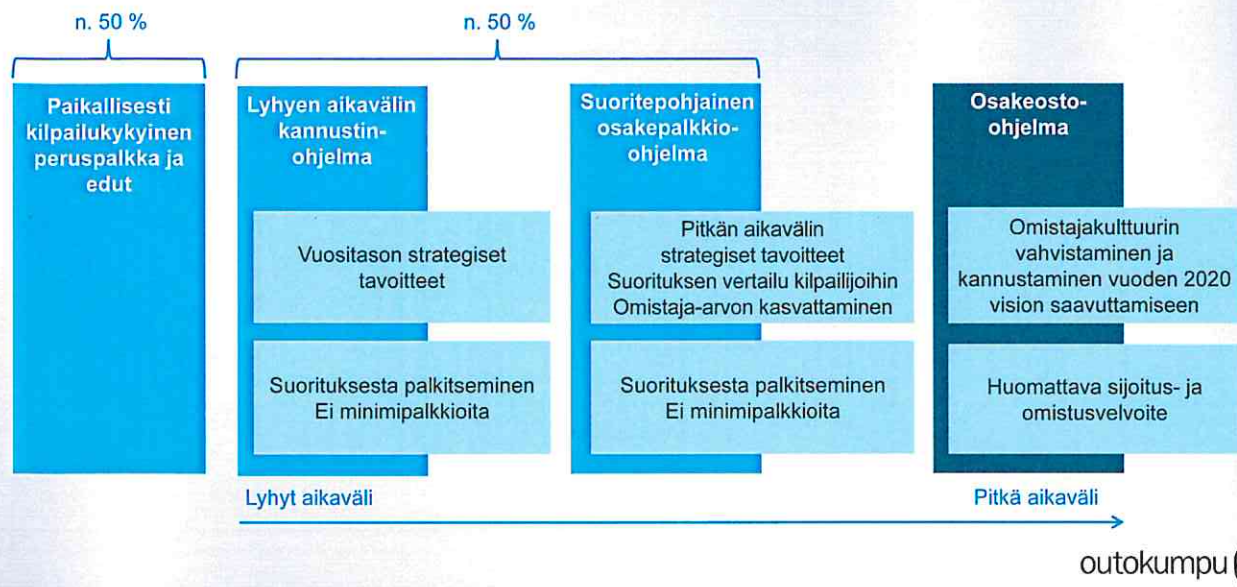 n. 50 %
n. 50 %
Paikallisesti
kilpailukykyinen
peruspalkka ja
edut
Lyhyen aikavälin
kannustin-
ohjelma
Vuositason strategiset
tavoitteet
Suorituksesta palkitseminen
Ei minimipalkkioita
Suoritepohjainen
osakepalkkio-
ohjelma
Pitkän aikavälin
strategiset tavoitteet
Suorituksen vertailu kilpailijoihin
Omistaja-arvon kasvattaminen
Suorituksesta palkitseminen
Ei minimipalkkioita
Osakeosto-
ohjelma
Omistajakulttuurin
vahvistaminen ja
kannustaminen vuoden 2020
vision saavuttamiseen
Huomattava sijoitus- ja
omistusvelvoite
Lyhyt aikaväli
Pitkä aikaväli
outokumpu